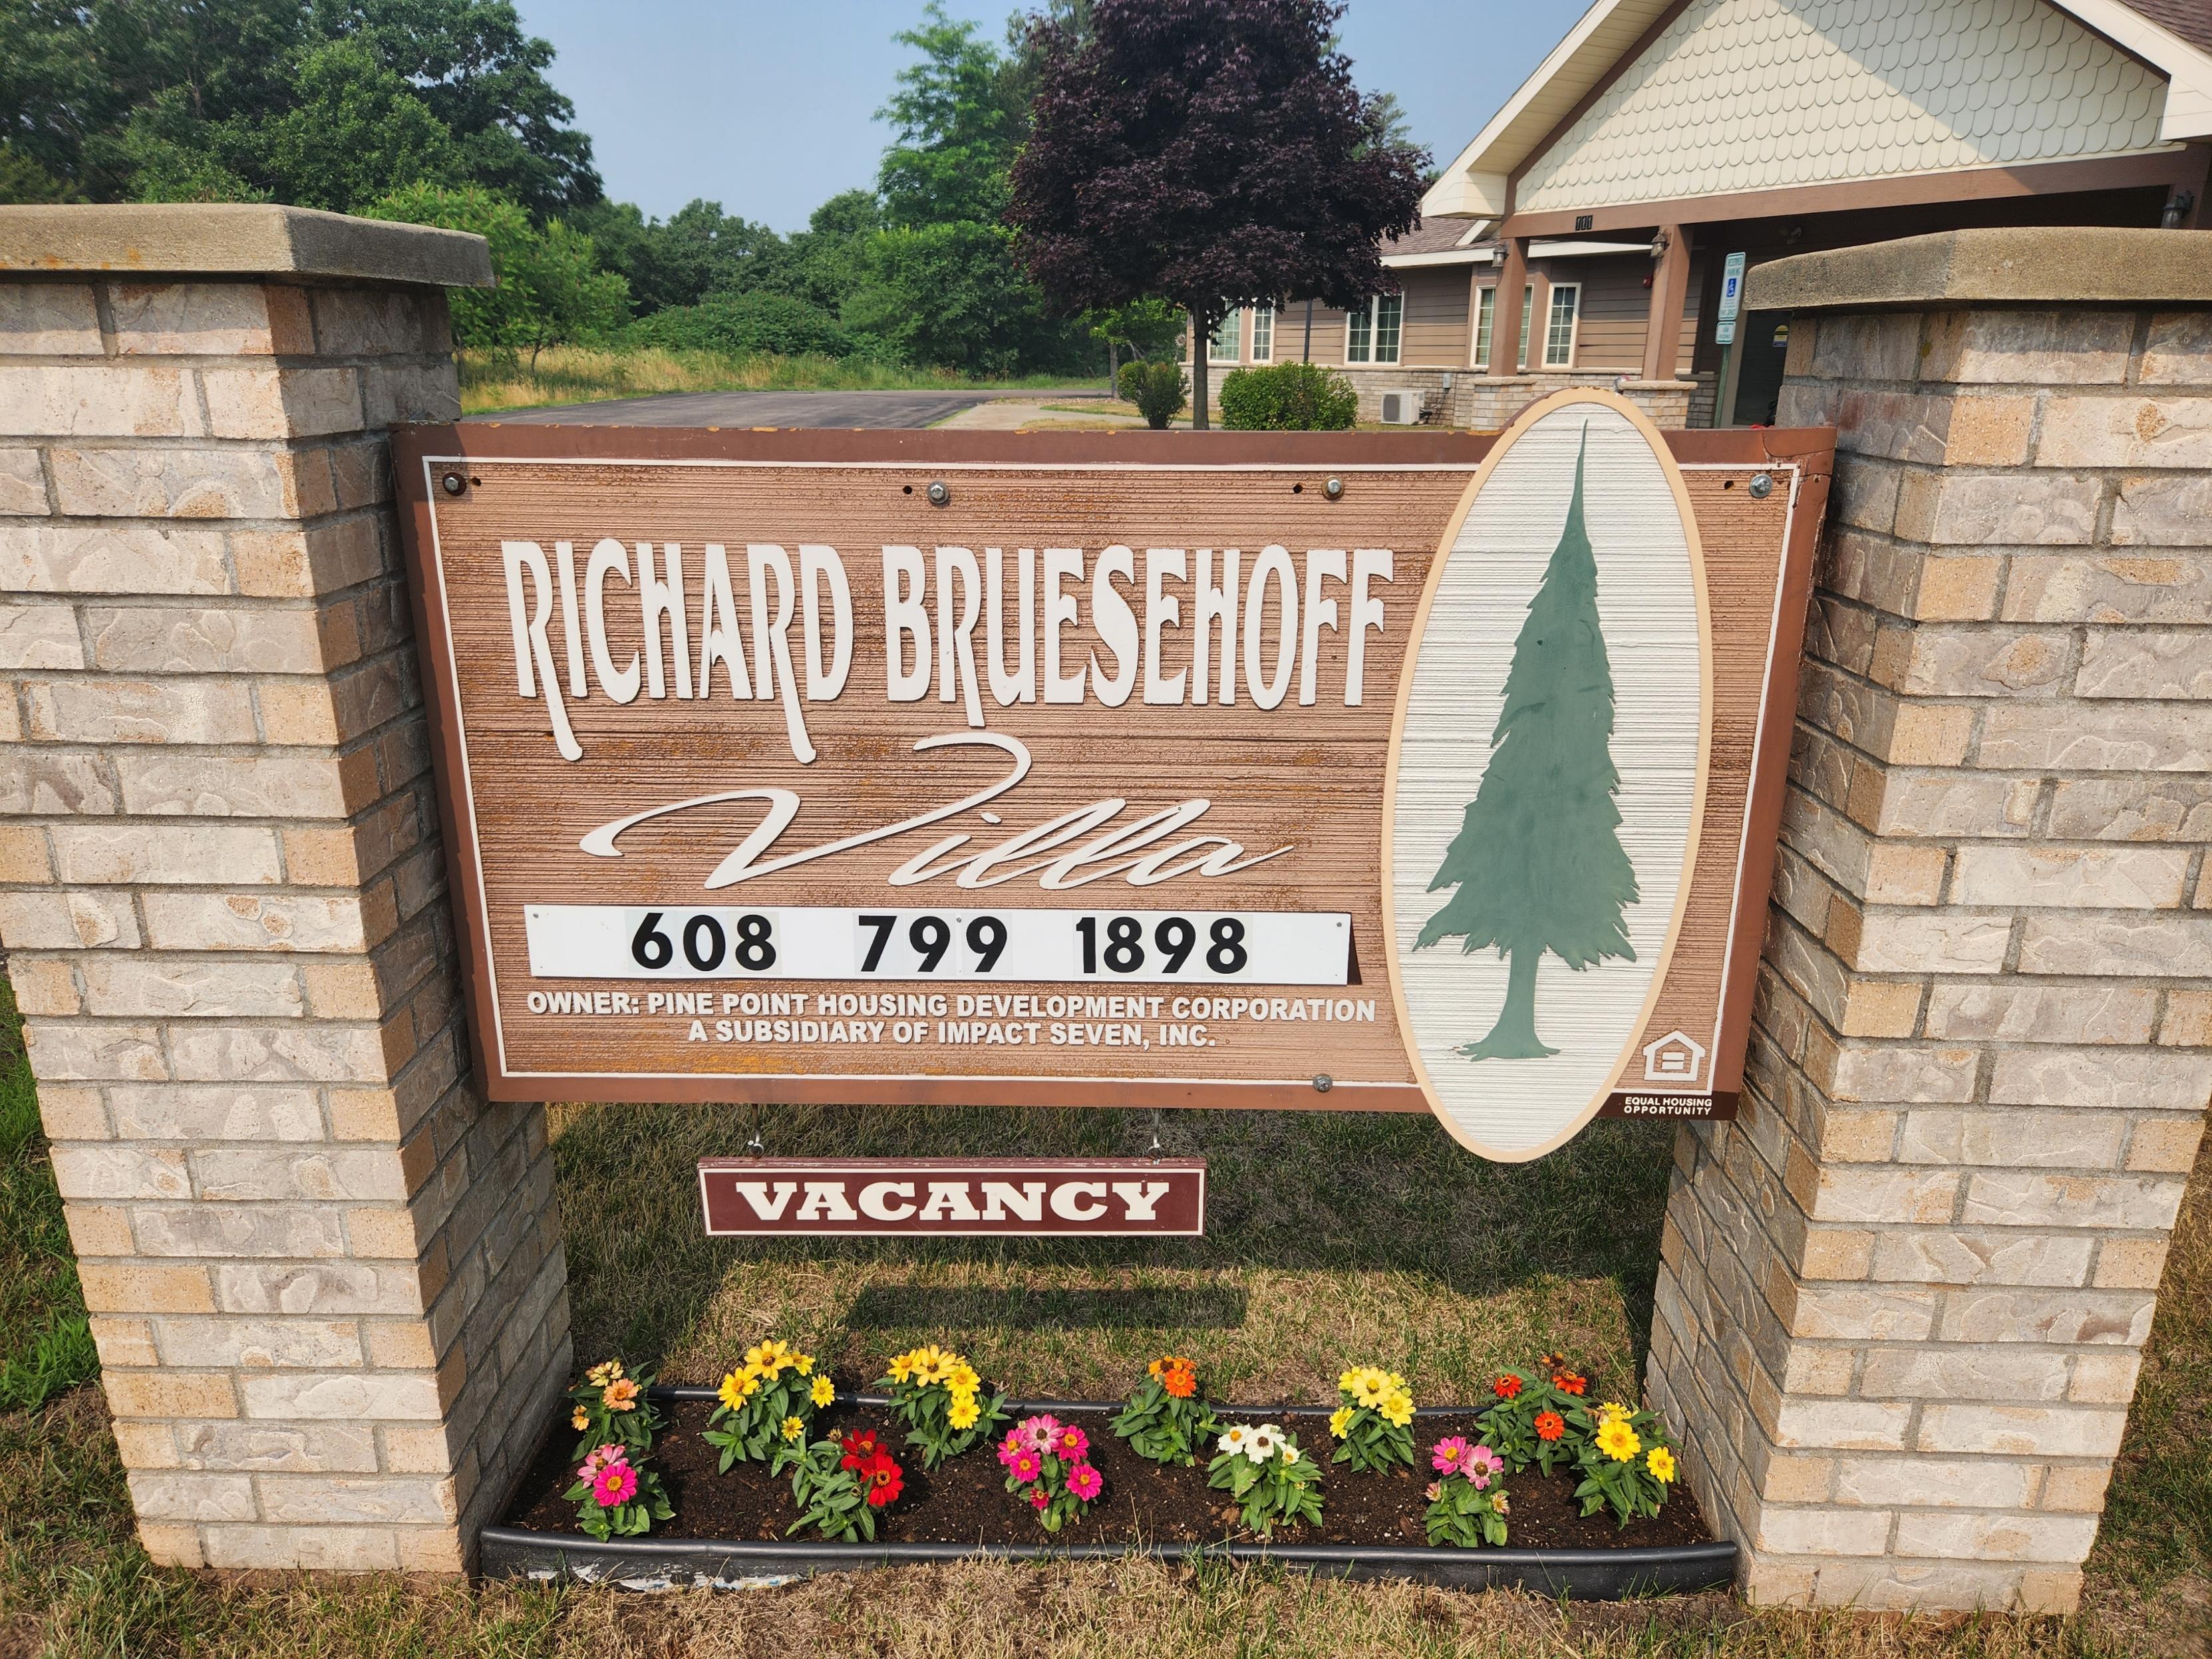 111
RICHARD BRUESEHOFF
Villa
608 799 1898
OWNER: PINE POINT HOUSING DEVELOPMENT CORPORATION
A SUBSIDIARY OF IMPACT SEVEN, INC.
EQUAL HOUSING
OPPORTUNITY
VACANCY